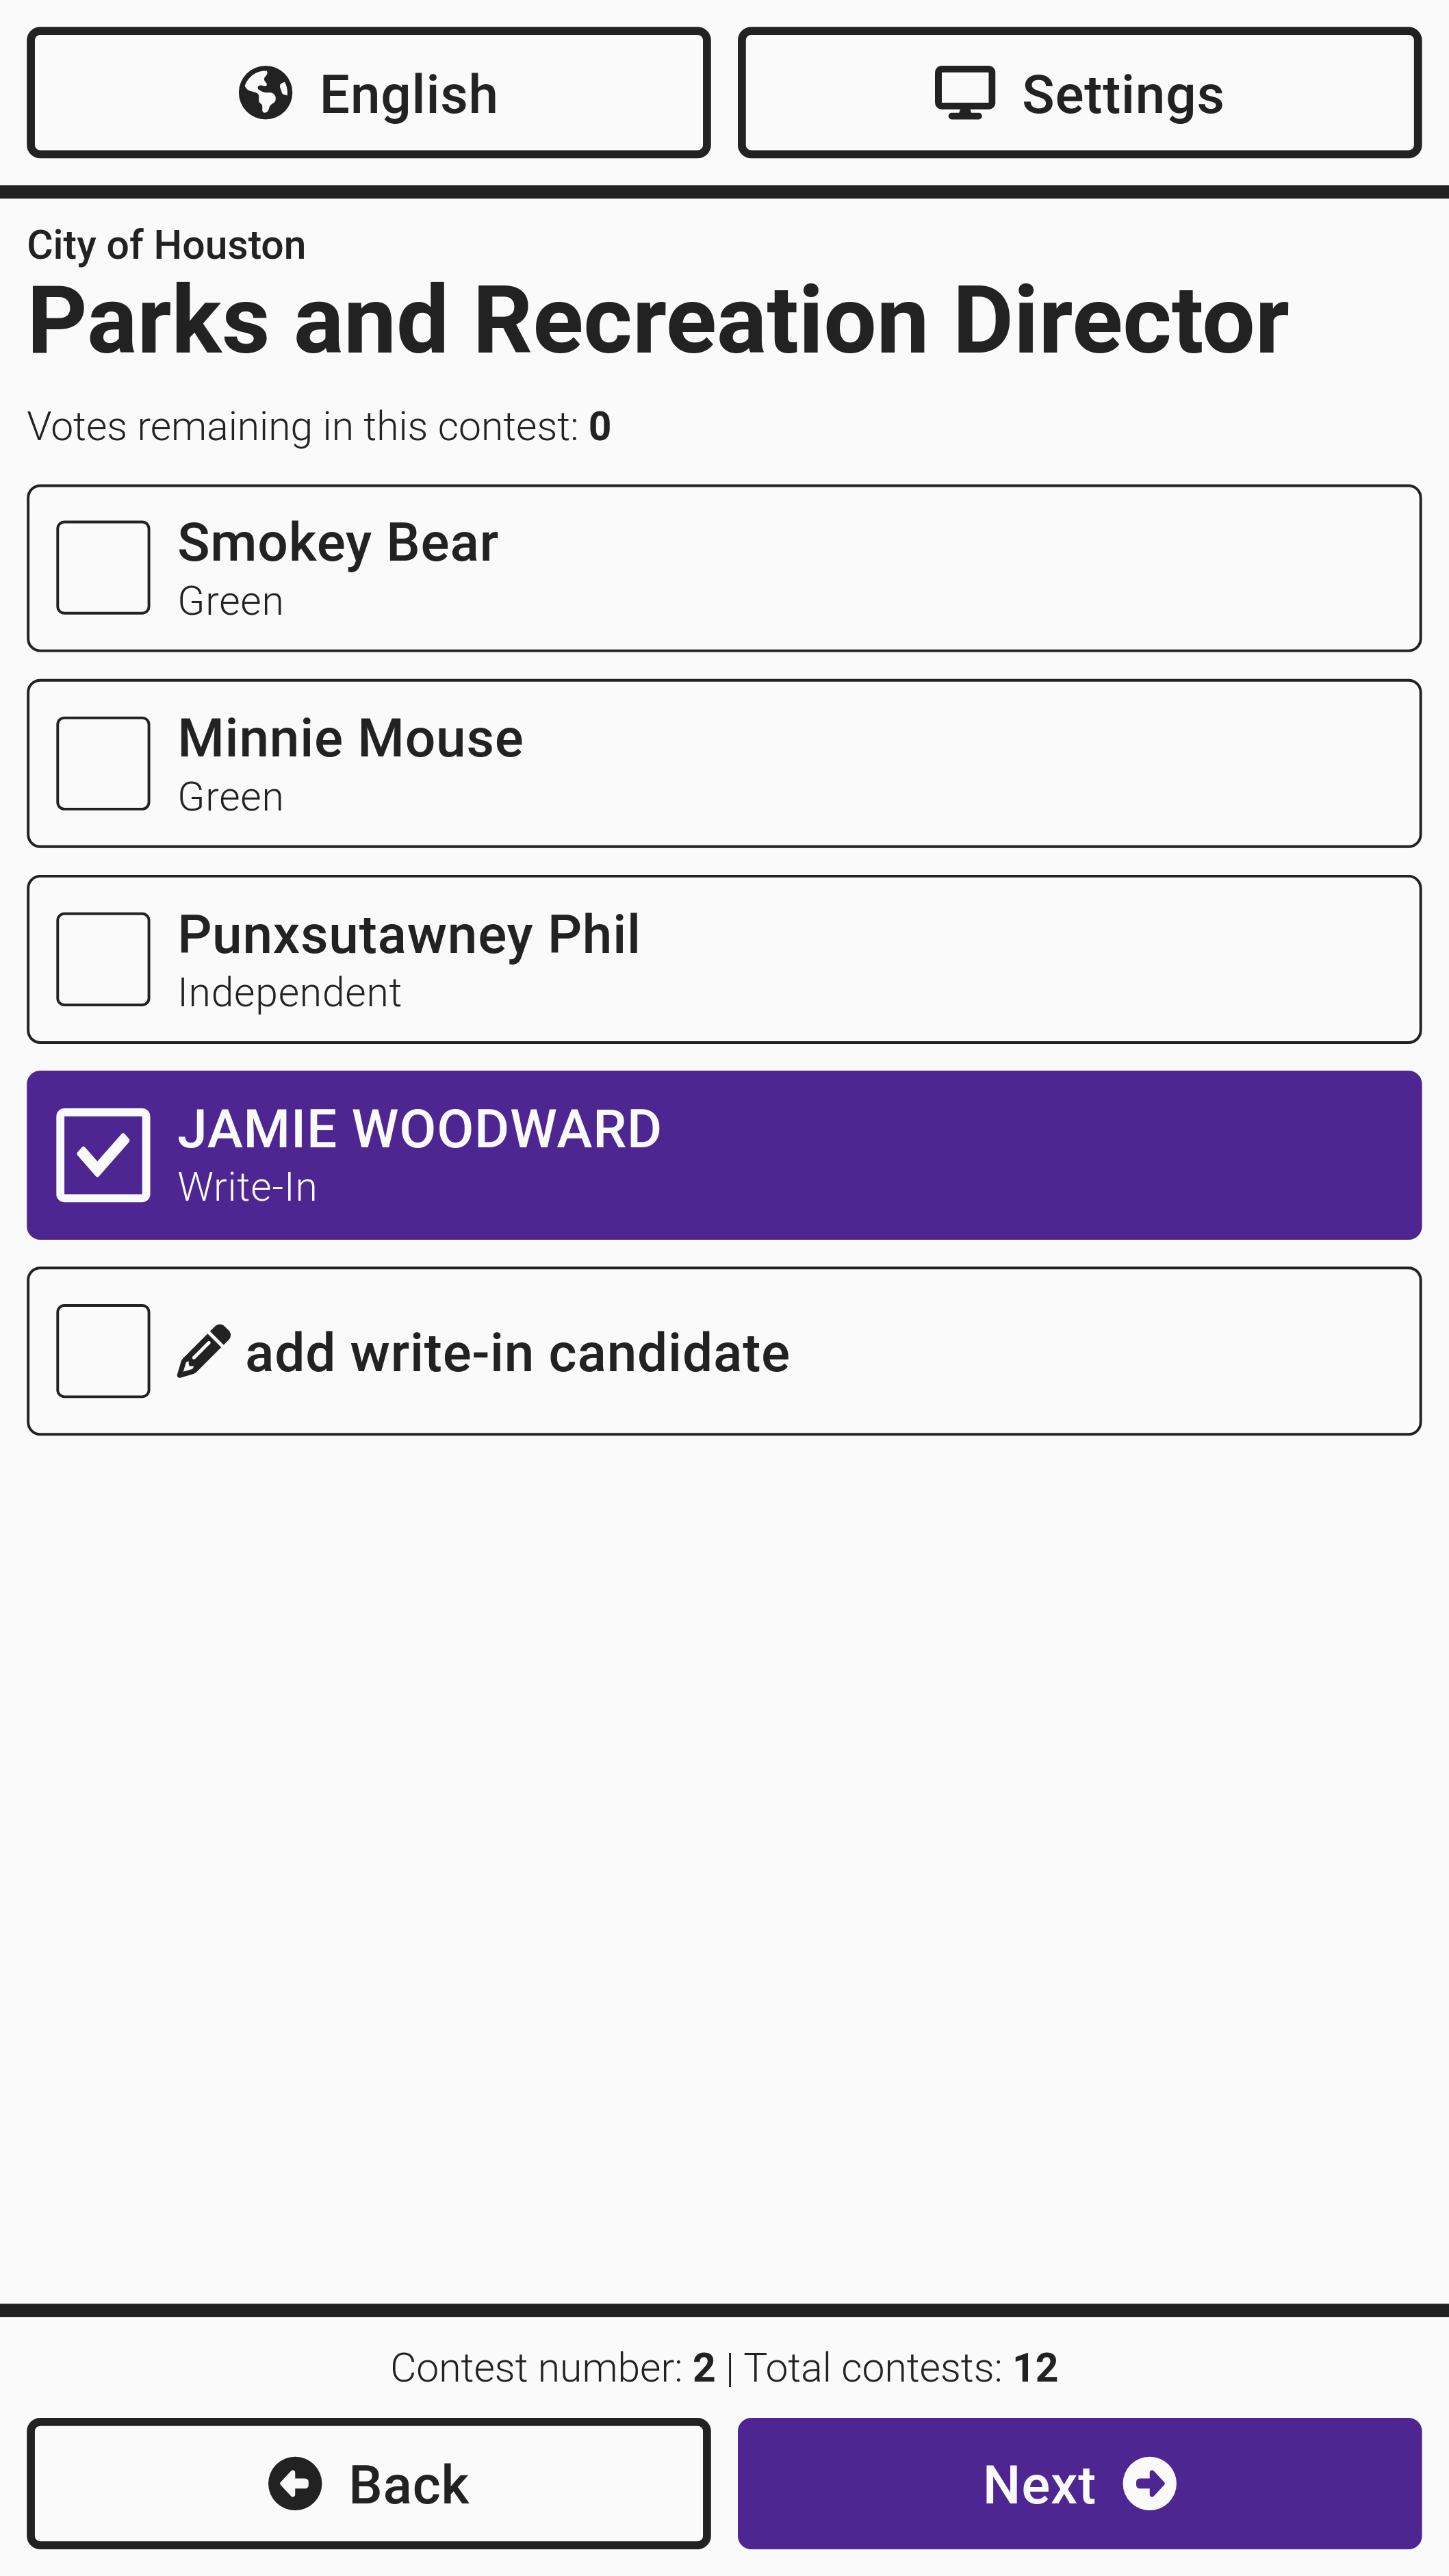 English
Settings
City of Houston
Parks and Recreation Director
Votes remaining in this contest: 0
Smokey Bear
Green
Minnie Mouse
Green
Punxsutawney Phil
Independent
JAMIE WOODWARD
Write-In
add write-in candidate
Contest number: 2 | Total contests: 12
Back
Next